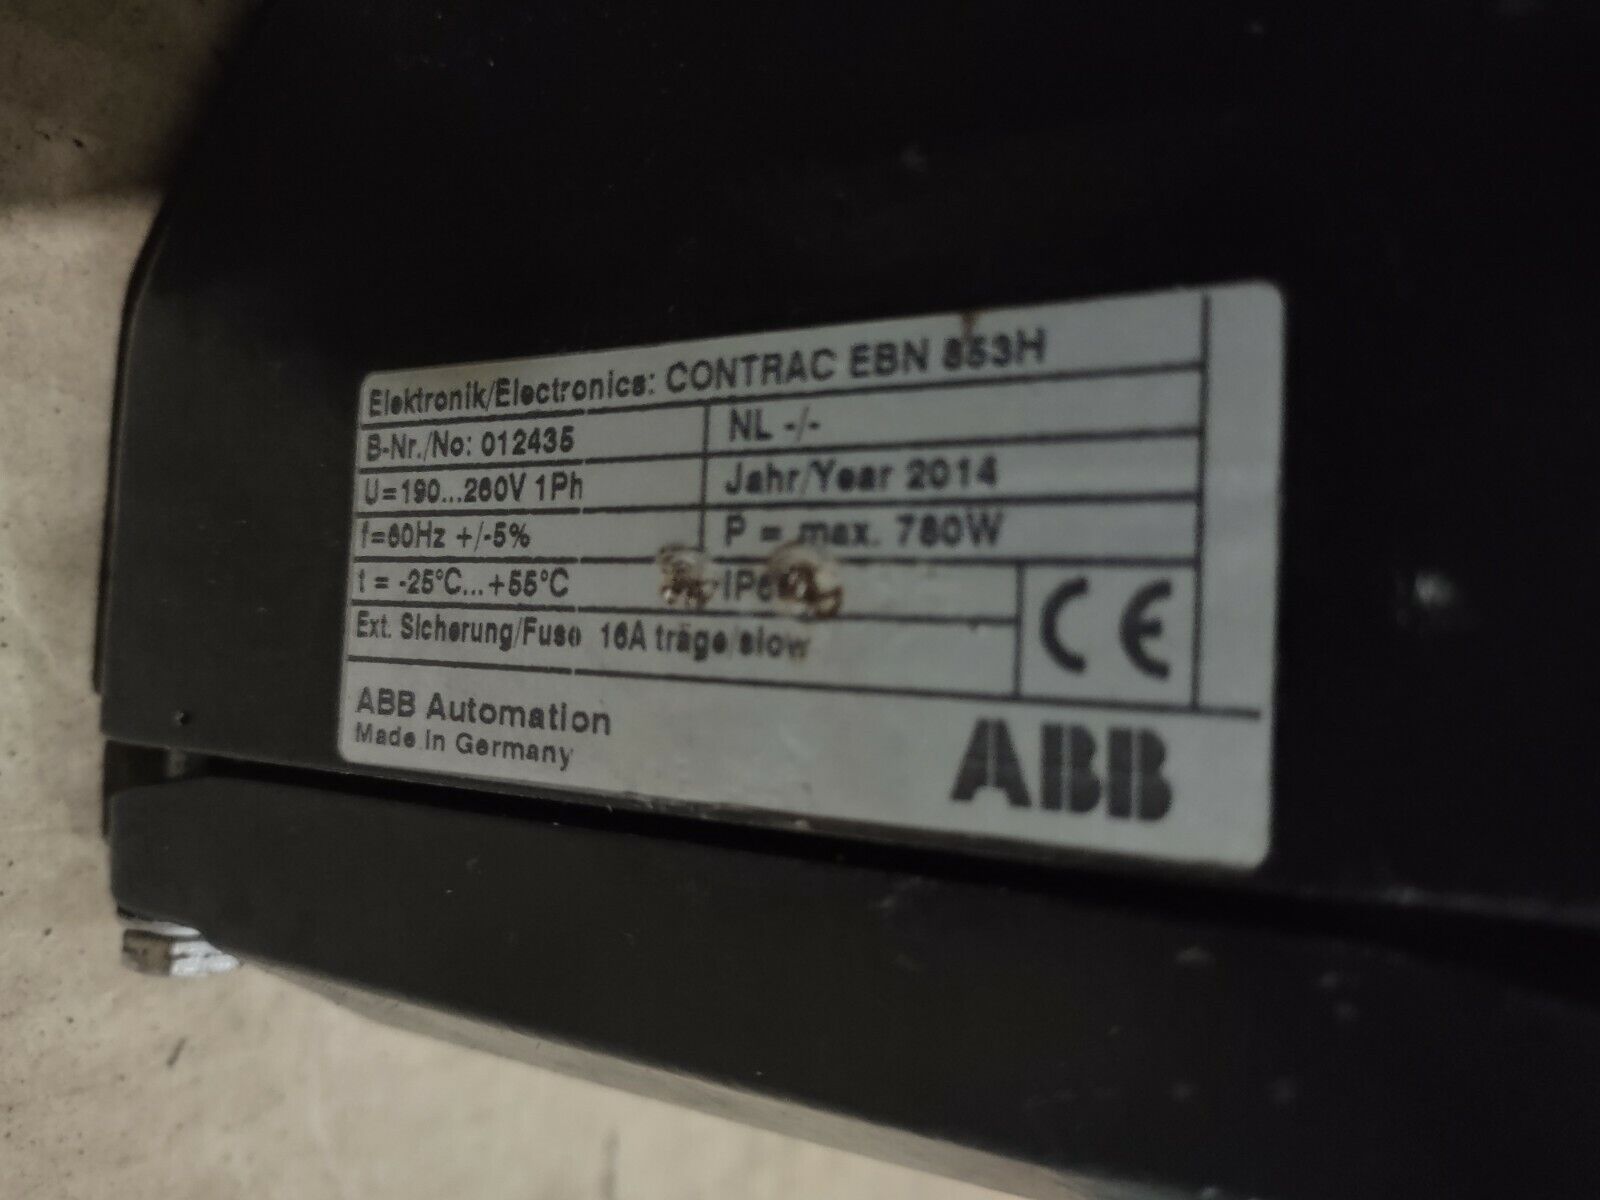 Elektronik/Electronics: CONTRAC EBN 853H
B-Nr./No: 012435
NL -/-
U=190...260V 1Ph
Jahr/Year 2014
f=60Hz +/-5%
P = max. 780W
t = -25°C...+55°C
Ext. Sicherung/Fuse 16A träge/slow
CE
ABB Automation
Made in Germany
ABB